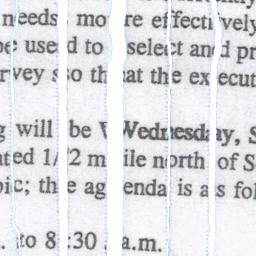 needs more effectively
be used to select and pr
rvey so that the execut
g will be Wednesday, S
ated 1/2 mile north of S
pic; the agenda is as fol
. to 8:30 a.m.